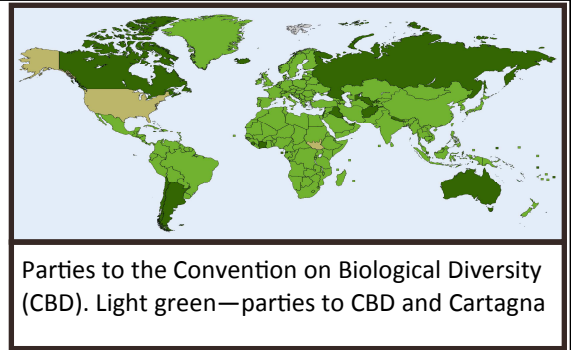 Parties to the Convention on Biological Diversity
(CBD). Light green—parties to CBD and Cartagna